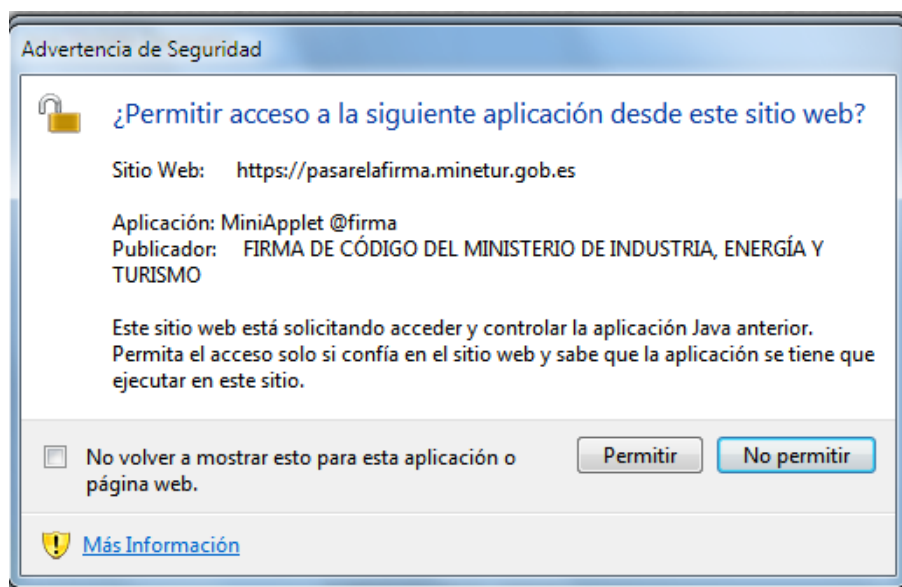 Advertencia de Seguridad
¿Permitir acceso a la siguiente aplicación desde este sitio web?
Sitio Web: https://pasarelafirma.minetur.gob.es
Aplicación: MiniApplet @firma
Publicador: FIRMA DE CÓDIGO DEL MINISTERIO DE INDUSTRIA, ENERGÍA Y
TURISMO
Este sitio web está solicitando acceder y controlar la aplicación Java anterior.
Permita el acceso solo si confía en el sitio web y sabe que la aplicación se tiene que
ejecutar en este sitio.
No volver a mostrar esto para esta aplicación o
página web.
Permitir
No permitir
Más Información